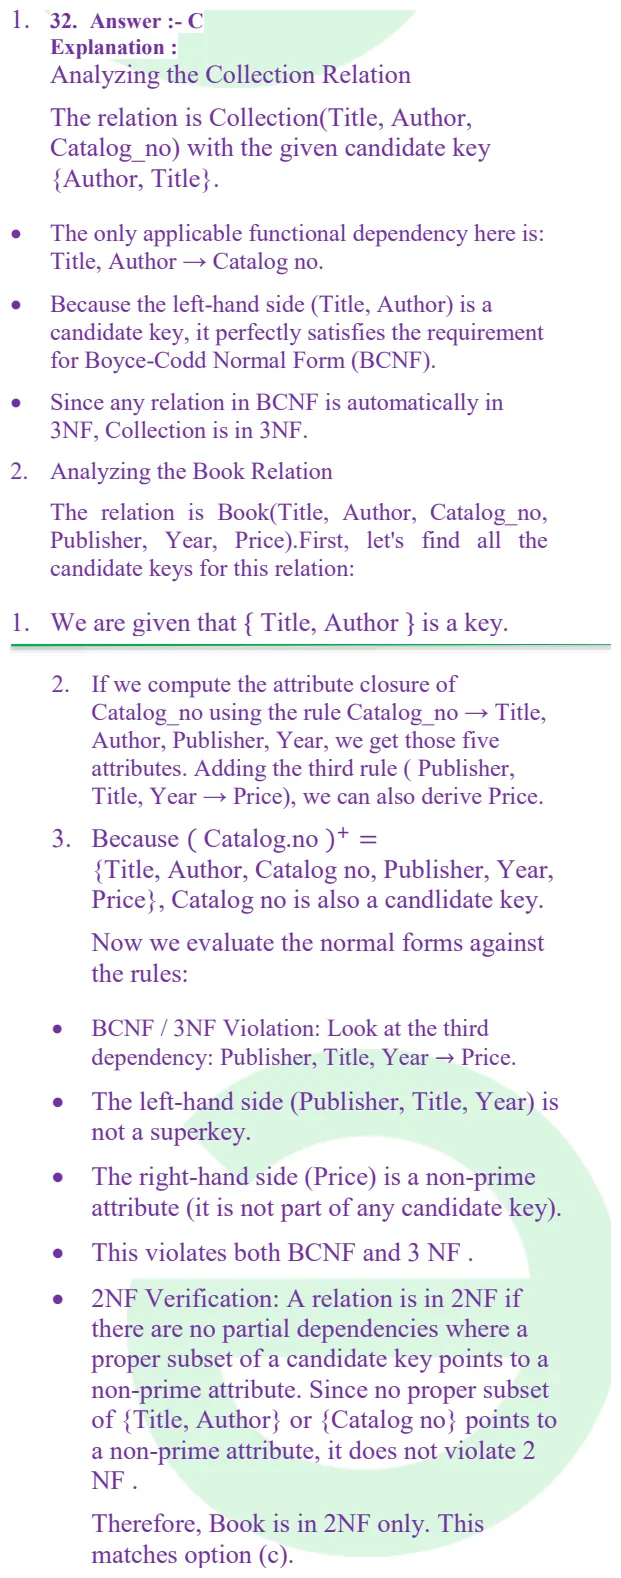 1. 32. Answer :- C
Explanation :
Analyzing the Collection Relation
The relation is Collection(Title, Author,
Catalog_no) with the given candidate key
{Author, Title}.
• The only applicable functional dependency here is:
Title, Author → Catalog no.
• Because the left-hand side (Title, Author) is a
candidate key, it perfectly satisfies the requirement
for Boyce-Codd Normal Form (BCNF).
• Since any relation in BCNF is automatically in
3NF, Collection is in 3NF.
2. Analyzing the Book Relation
The relation is Book(Title, Author, Catalog_no,
Publisher, Year, Price).First, let's find all the
candidate keys for this relation:
1. We are given that { Title, Author } is a key.
2. If we compute the attribute closure of
Catalog_no using the rule Catalog_no → Title,
Author, Publisher, Year, we get those five
attributes. Adding the third rule ( Publisher,
Title, Year → Price), we can also derive Price.
3. Because ( Catalog.no )⁺ =
{Title, Author, Catalog no, Publisher, Year,
Price}, Catalog no is also a candlidate key.
Now we evaluate the normal forms against
the rules:
• BCNF / 3NF Violation: Look at the third
dependency: Publisher, Title, Year → Price.
• The left-hand side (Publisher, Title, Year) is
not a superkey.
• The right-hand side (Price) is a non-prime
attribute (it is not part of any candidate key).
• This violates both BCNF and 3 NF .
• 2NF Verification: A relation is in 2NF if
there are no partial dependencies where a
proper subset of a candidate key points to a
non-prime attribute. Since no proper subset
of {Title, Author} or {Catalog no} points to
a non-prime attribute, it does not violate 2
NF .
Therefore, Book is in 2NF only. This
matches option (c).